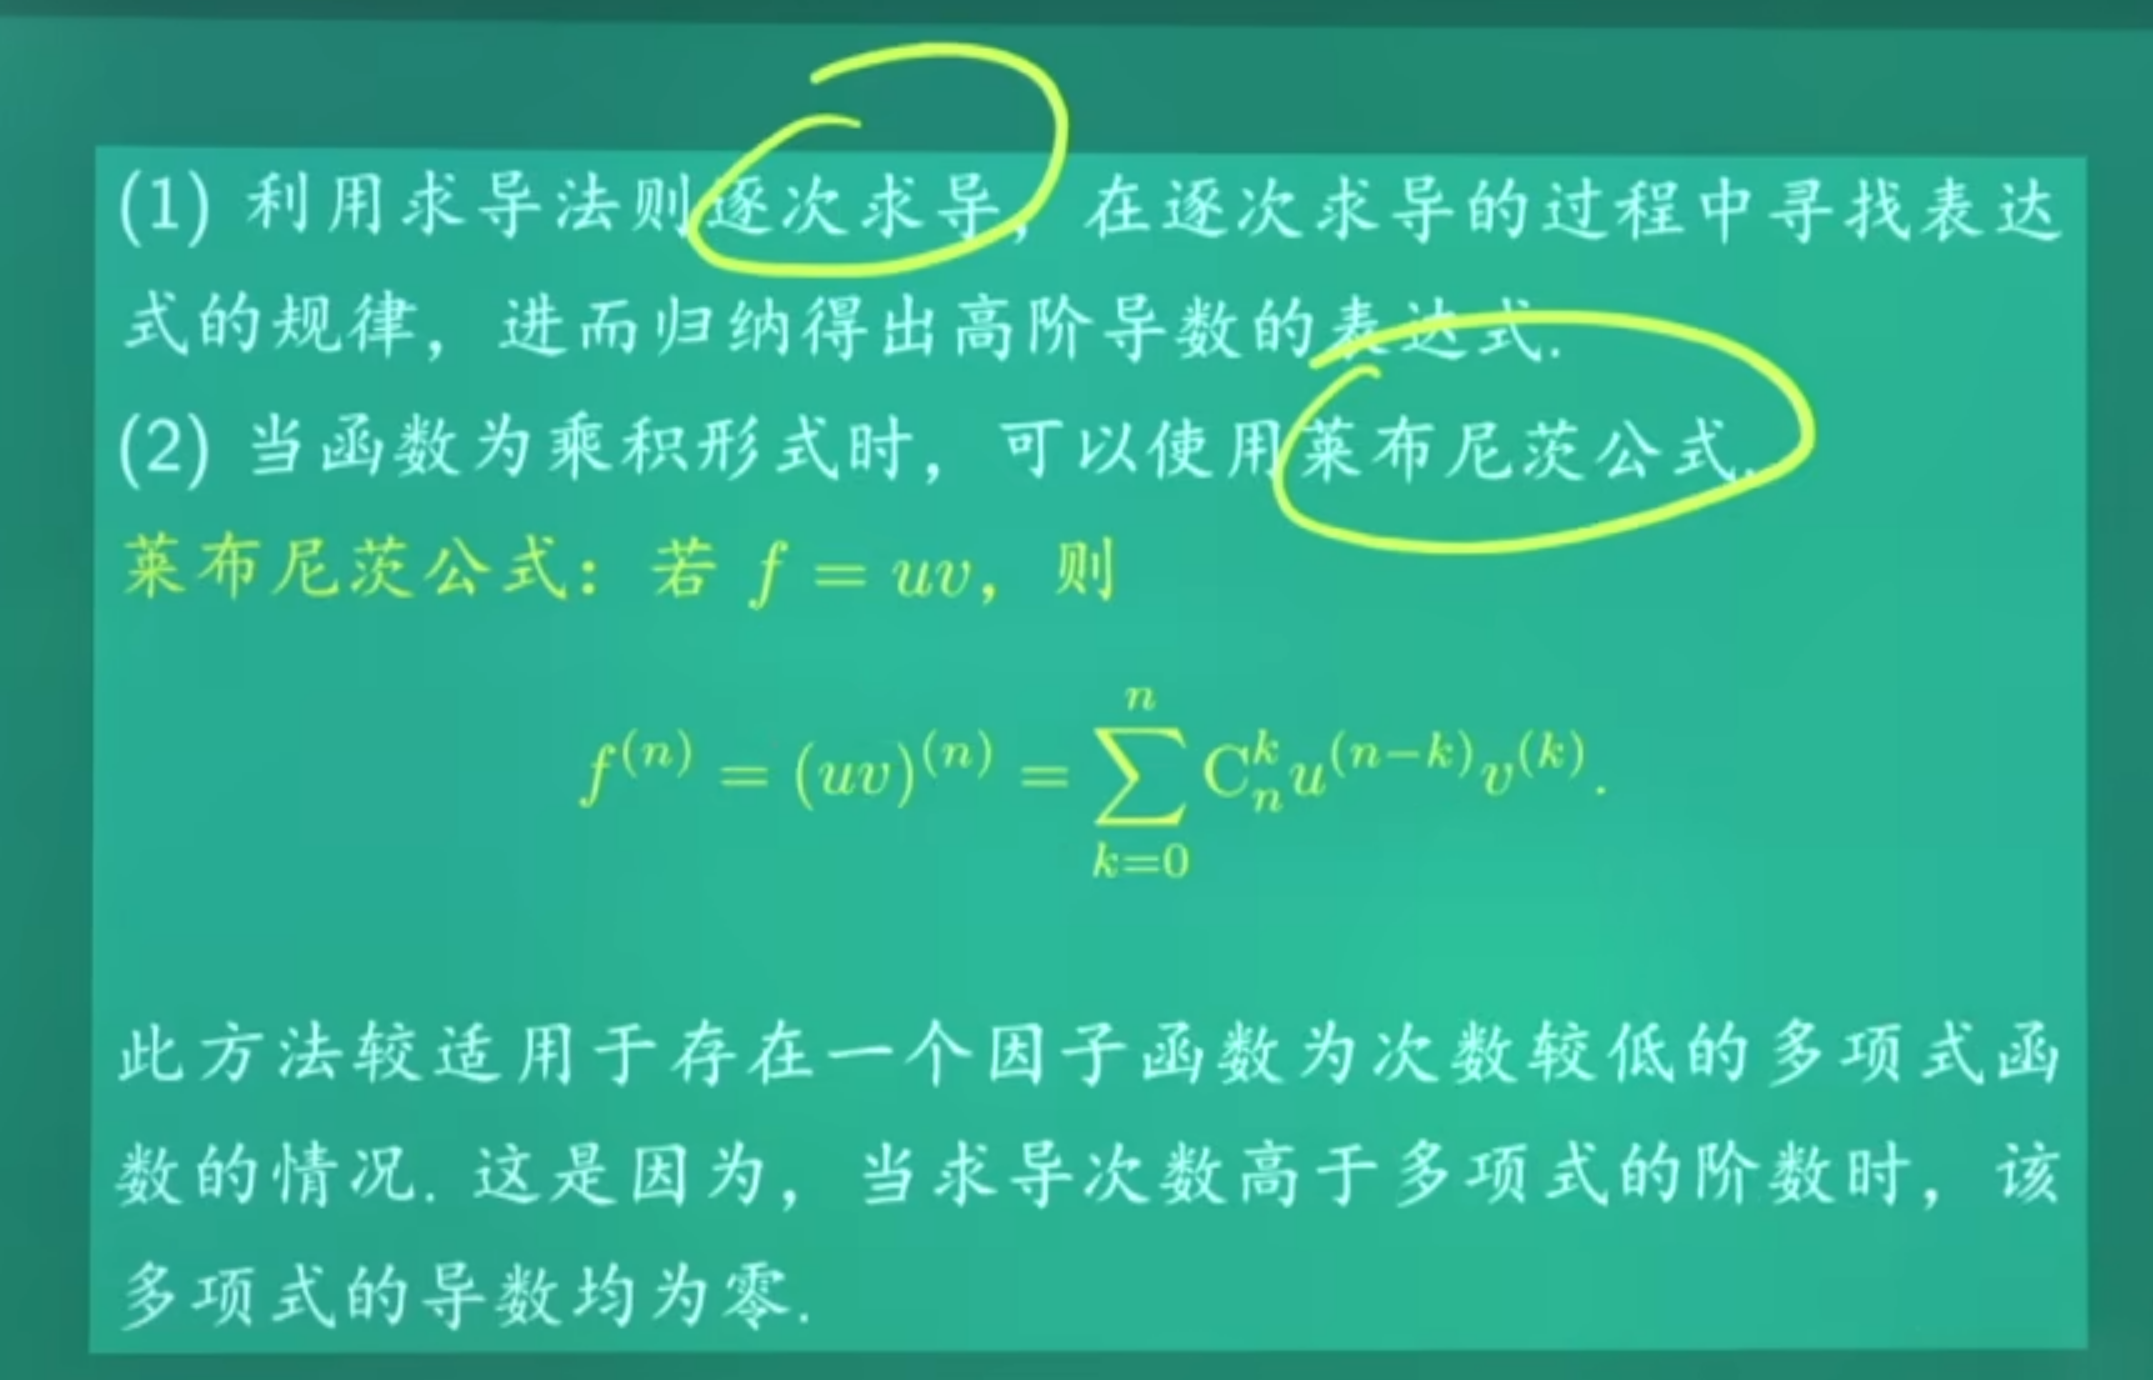 (1) 利用求导法则逐次求导，在逐次求导的过程中寻找表达
式的规律，进而归纳得出高阶导数的表达式.
(2) 当函数为乘积形式时，可以使用莱布尼茨公式.
莱布尼茨公式：若 f = uv，则
f^{(n)} = (uv)^{(n)} = \sum_{k=0}^{n} C_n^k u^{(n-k)} v^{(k)}.
此方法较适用于存在一个因子函数为次数较低的多项式函
数的情况. 这是因为，当求导次数高于多项式的阶数时，该
多项式的导数均为零.